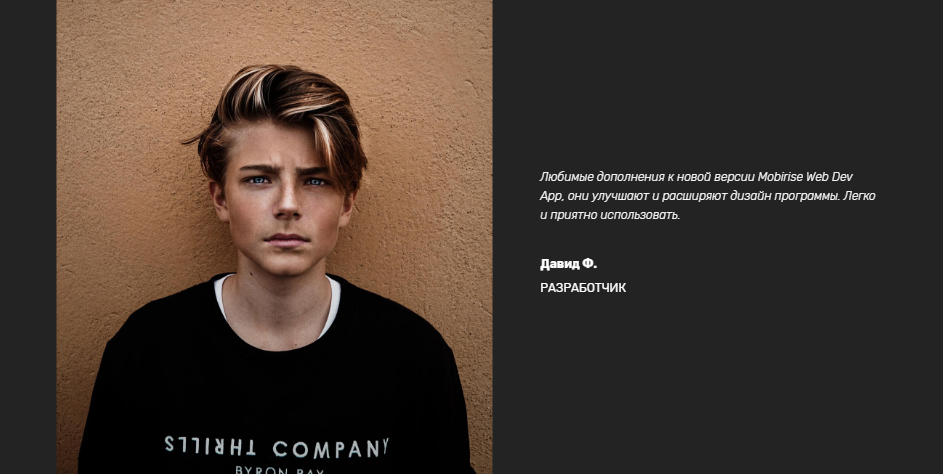 Любимые дополнения к новой версии Mobirise Web Dev
App, они улучшают и расширяют дизайн программы. Легко
и приятно использовать.
Давид Ф.
РАЗРАБОТЧИК
THRILLS COMPANY
BYRON BAY